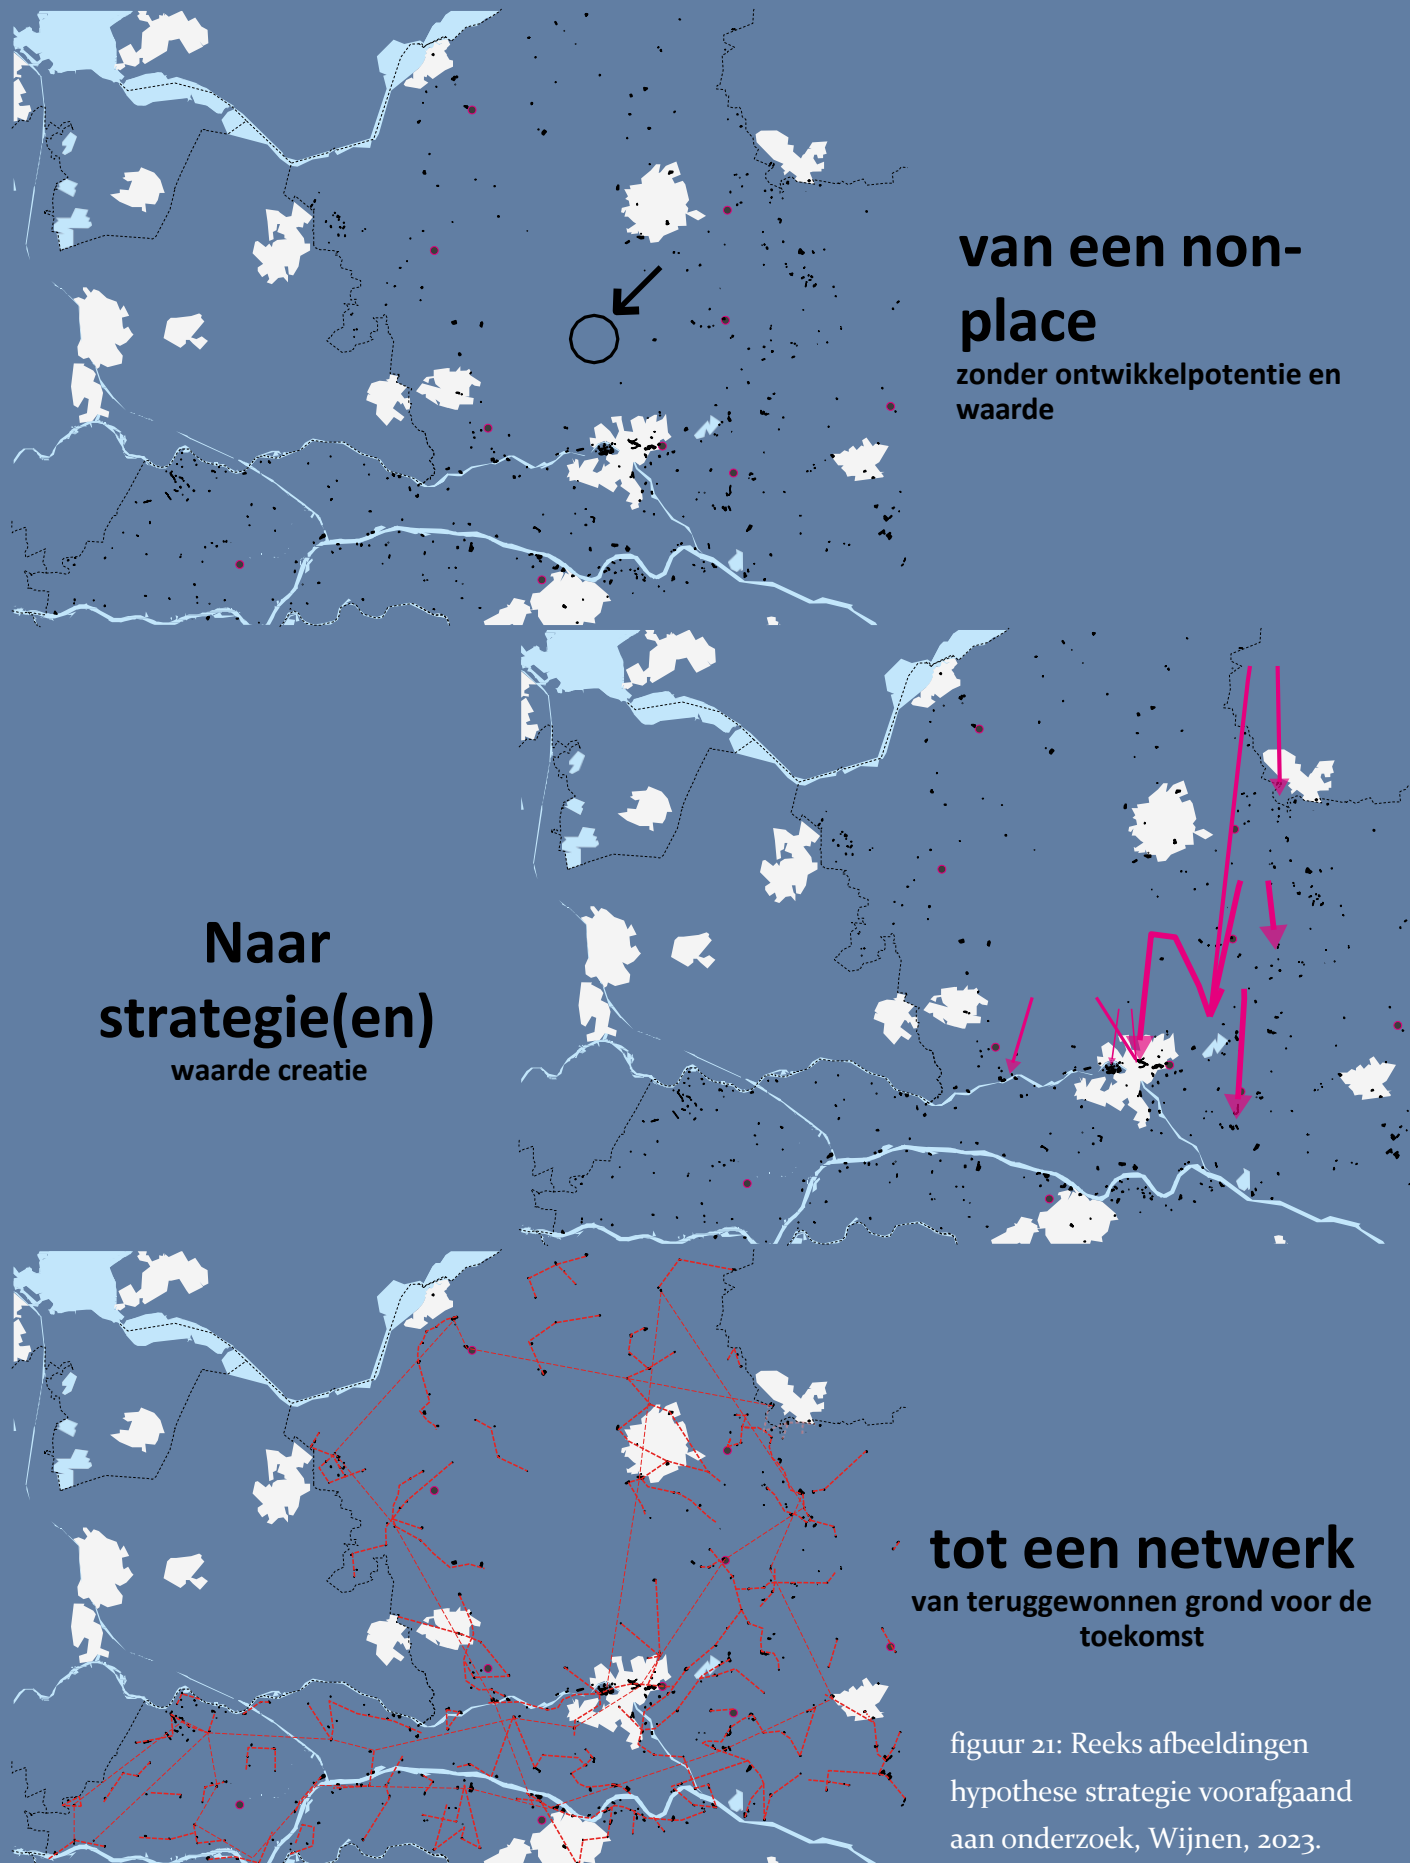 van een non-
place
zonder ontwikkelpotentie en
waarde
Naar
strategie(en)
waarde creatie
tot een netwerk
van teruggewonnen grond voor de
toekomst
figuur 21: Reeks afbeeldingen
hypothese strategie voorafgaand
aan onderzoek, Wijnen, 2023.